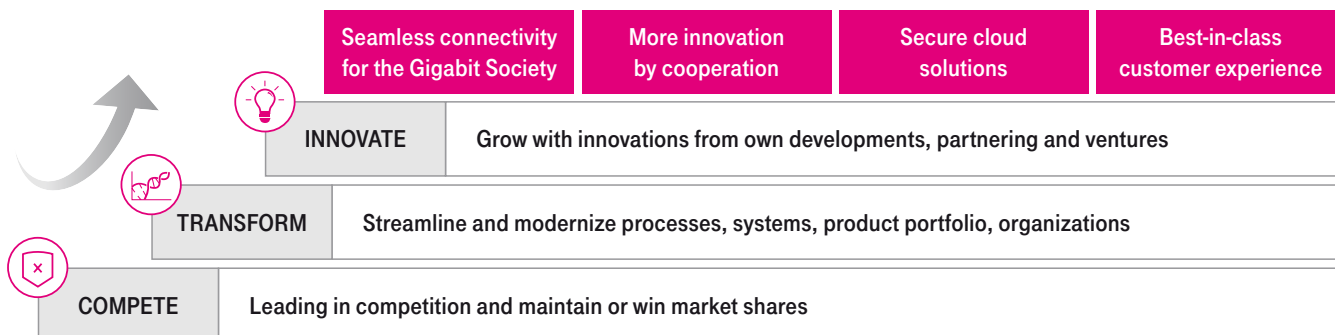 Seamless connectivity
for the Gigabit Society
More innovation
by cooperation
Secure cloud
solutions
Best-in-class
customer experience
INNOVATE
Grow with innovations from own developments, partnering and ventures
TRANSFORM
Streamline and modernize processes, systems, product portfolio, organizations
COMPETE
Leading in competition and maintain or win market shares